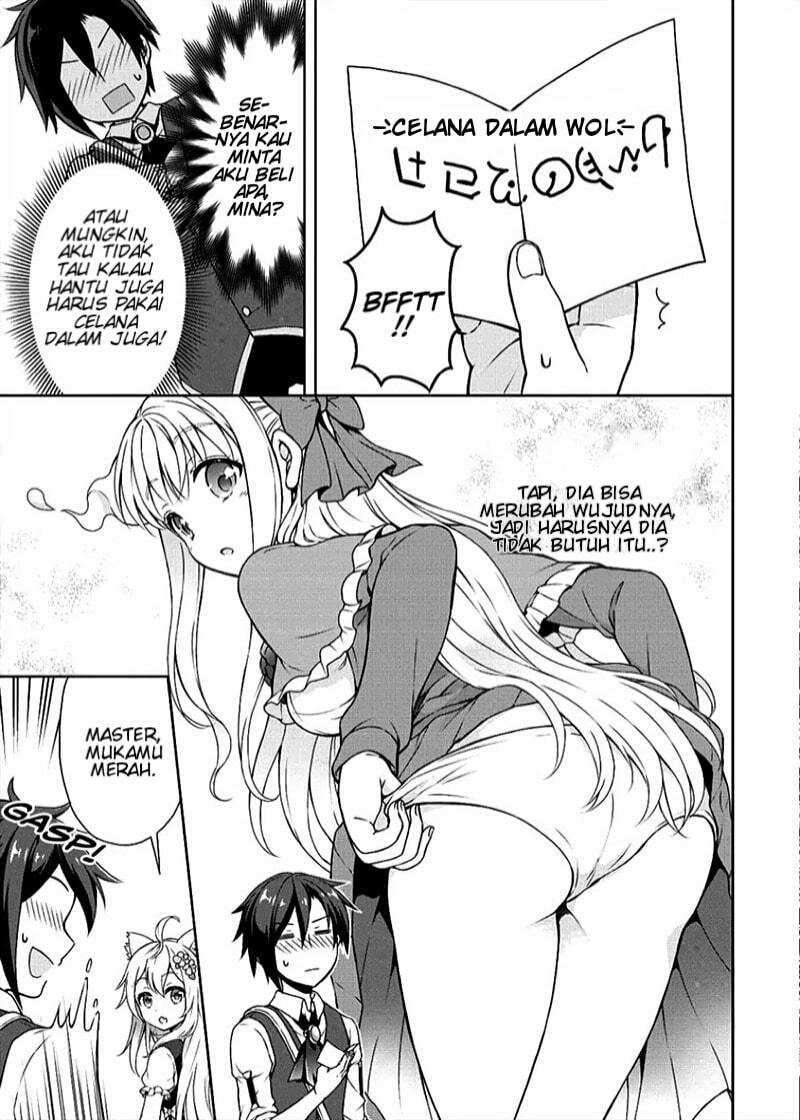 -CELANA DALAM WOL-
BFFTT
!!
SE-
BENAR-
NYA KAU
MINTA
AKU BELI
APA,
MINA?
ATAU
MUNGKIN,
AKU TIDAK
TAU KALAU
HANTU JUGA
HARUS PAKAI
CELANA
DALAM JUGA!
TAPI, DIA BISA
MERUBAH WUJUDNYA,
JADI HARUSNYA DIA
TIDAK BUTUH ITU..?
MASTER,
MUKAMU
MERAH.
GASP!